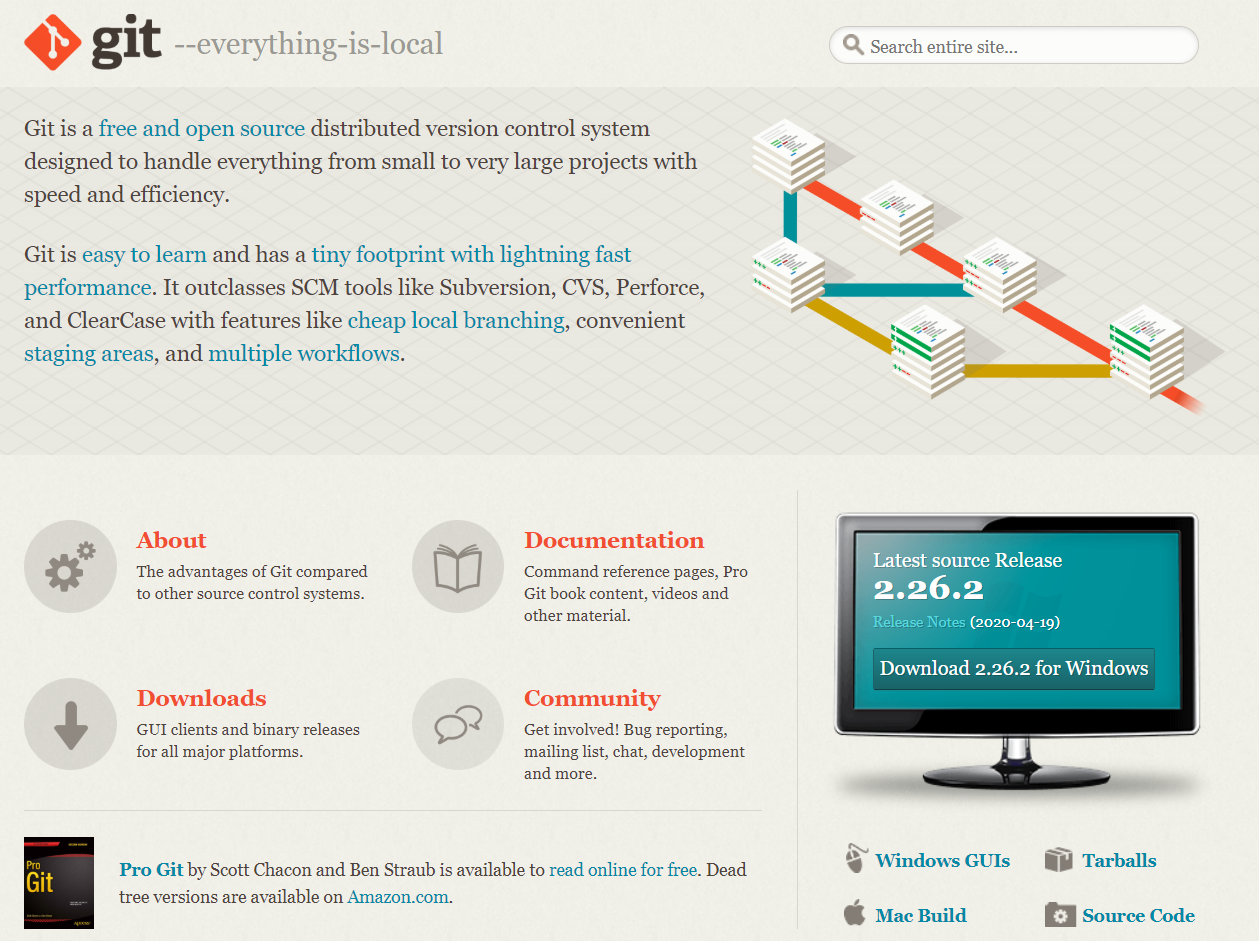 git --everything-is-local
Search entire site...
Git is a free and open source distributed version control system
designed to handle everything from small to very large projects with
speed and efficiency.
Git is easy to learn and has a tiny footprint with lightning fast
performance. It outclasses SCM tools like Subversion, CVS, Perforce,
and ClearCase with features like cheap local branching, convenient
staging areas, and multiple workflows.
About
The advantages of Git compared
to other source control systems.
Documentation
Command reference pages, Pro
Git book content, videos and
other material.
Downloads
GUI clients and binary releases
for all major platforms.
Community
Get involved! Bug reporting,
mailing list, chat, development
and more.
Pro
Git
Pro Git by Scott Chacon and Ben Straub is available to read online for free. Dead
tree versions are available on Amazon.com.
Latest source Release
2.26.2
Release Notes (2020-04-19)
Download 2.26.2 for Windows
Windows GUIs
Tarballs
Mac Build
Source Code